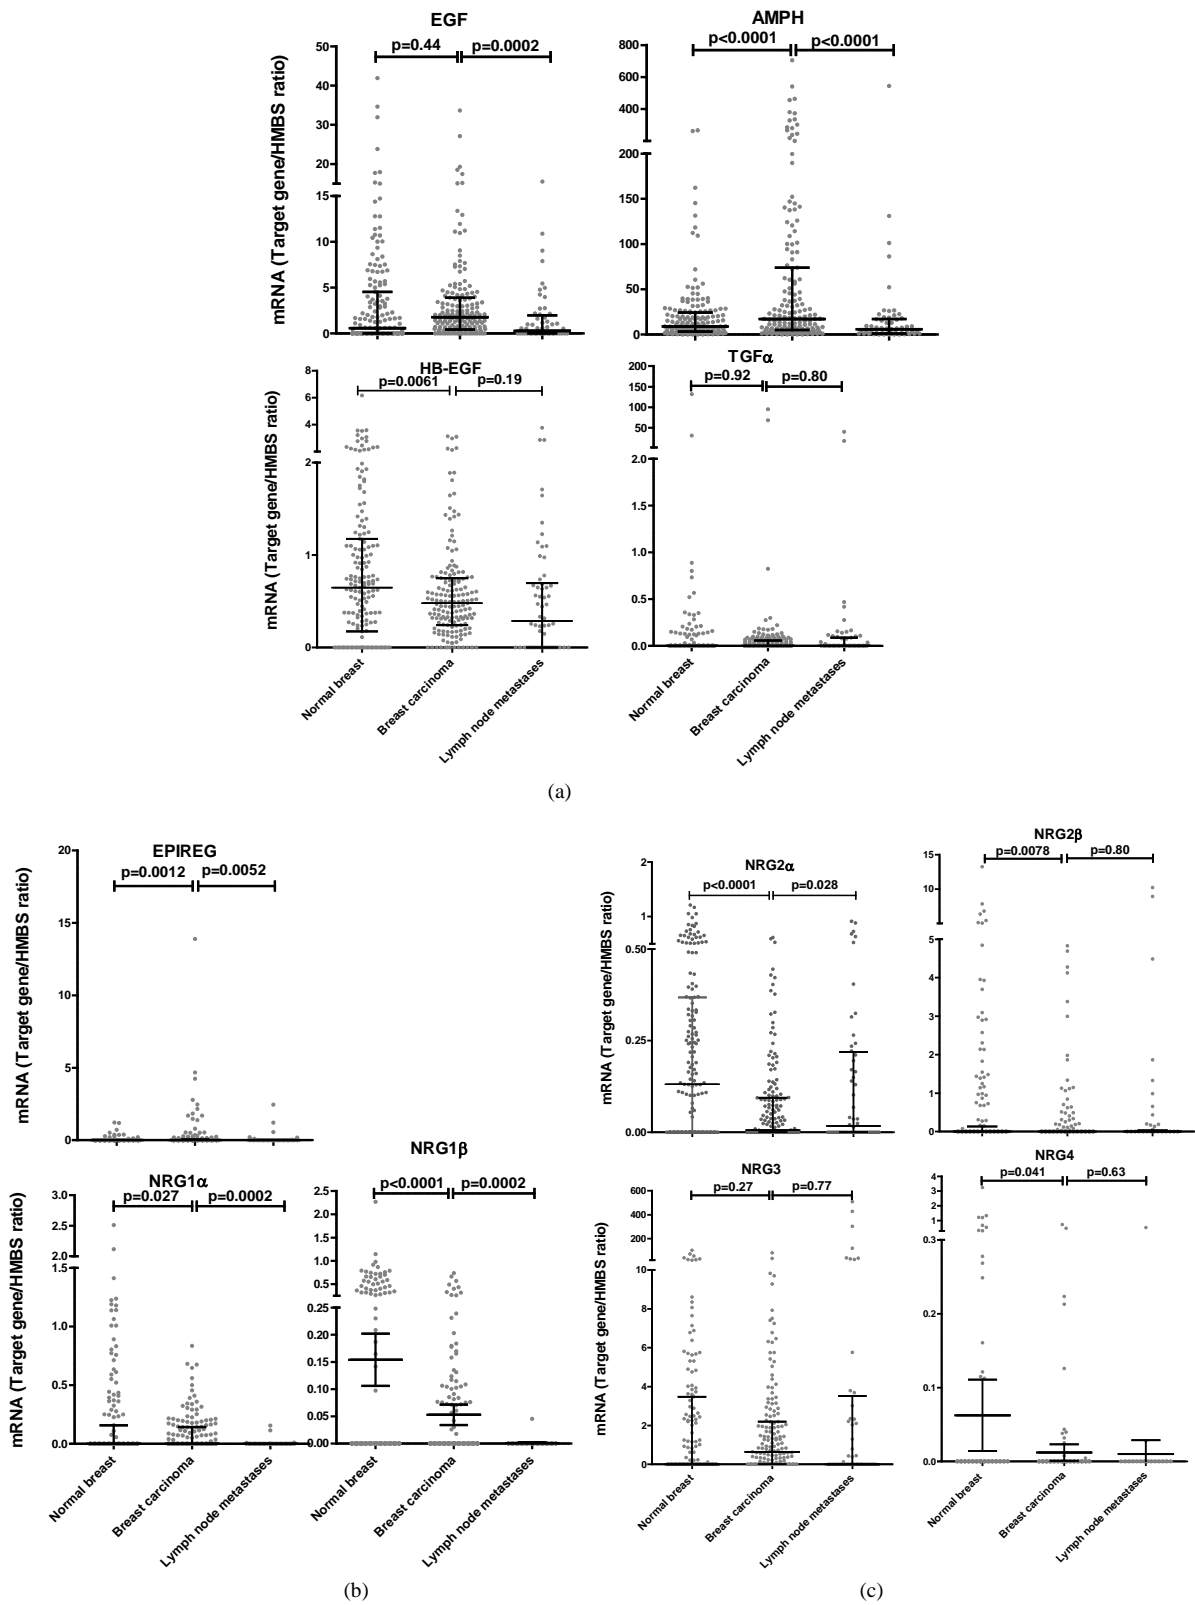 EGF
p=0.44 p=0.0002
50
40
30
20
15
10
5
0
mRNA (Target gene/HMBS ratio)
AMPH
p<0.0001 p<0.0001
800
600
400
200
150
100
50
0
HB-EGF
p=0.0061 p=0.19
8
6
4
2
1
0
mRNA (Target gene/HMBS ratio)
Normal breast
Breast carcinoma
Lymph node metastases
TGFα
p=0.92 p=0.80
200
150
100
50
2.0
1.5
1.0
0.5
0.0
Normal breast
Breast carcinoma
Lymph node metastases
(a)
EPIREG
p=0.0012 p=0.0052
20
15
10
5
0
mRNA (Target gene/HMBS ratio)
NRG1α
p=0.027 p=0.0002
3.0
2.5
2.0
1.5
1.0
0.5
0.0
mRNA (Target gene/HMBS ratio)
Normal breast
Breast carcinoma
Lymph node metastases
NRG1β
p<0.0001 p=0.0002
2.5
2.0
1.5
1.0
0.5
0.25
0.20
0.15
0.10
0.05
0.00
Normal breast
Breast carcinoma
Lymph node metastases
(b)
NRG2α
p<0.0001 p=0.028
2
1
0.50
0.25
0.00
mRNA (Target gene/HMBS ratio)
NRG2β
p=0.0078 p=0.80
15
10
5
4
3
2
1
0
NRG3
p=0.27 p=0.77
600
400
200
10
8
6
4
2
0
mRNA (Target gene/HMBS ratio)
Normal breast
Breast carcinoma
Lymph node metastases
NRG4
p=0.041 p=0.63
4
3
2
1
0.3
0.2
0.1
0.0
Normal breast
Breast carcinoma
Lymph node metastases
(c)